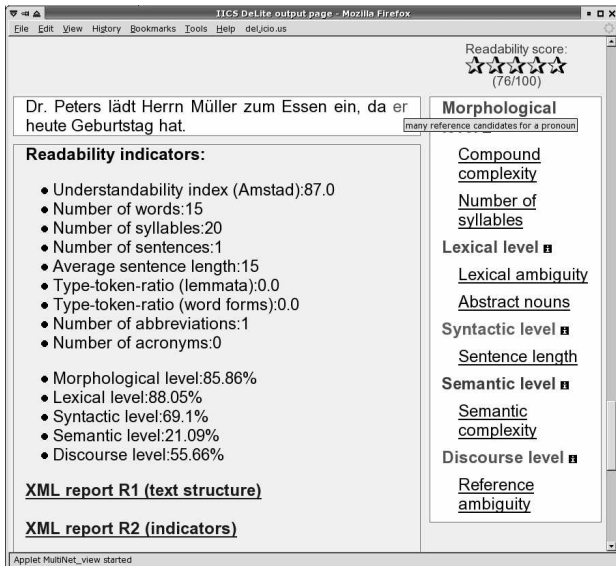 IICS DeLite output page - Mozilla Firefox
File Edit View History Bookmarks Tools Help del.icio.us
Readability score:
(76/100)
Dr. Peters lädt Herrn Müller zum Essen ein, da er
heute Geburtstag hat.
many reference candidates for a pronoun
Readability indicators:
• Understandability index (Amstad):87.0
• Number of words:15
• Number of syllables:20
• Number of sentences:1
• Average sentence length:15
• Type-token-ratio (lemmata):0.0
• Type-token-ratio (word forms):0.0
• Number of abbreviations:1
• Number of acronyms:0
• Morphological level:85.86%
• Lexical level:88.05%
• Syntactic level:69.1%
• Semantic level:21.09%
• Discourse level:55.66%
XML report R1 (text structure)
XML report R2 (indicators)
Morphological
Compound
complexity
Number of
syllables
Lexical level
Lexical ambiguity
Abstract nouns
Syntactic level
Sentence length
Semantic level
Semantic
complexity
Discourse level
Reference
ambiguity
Applet MultiNet_view started